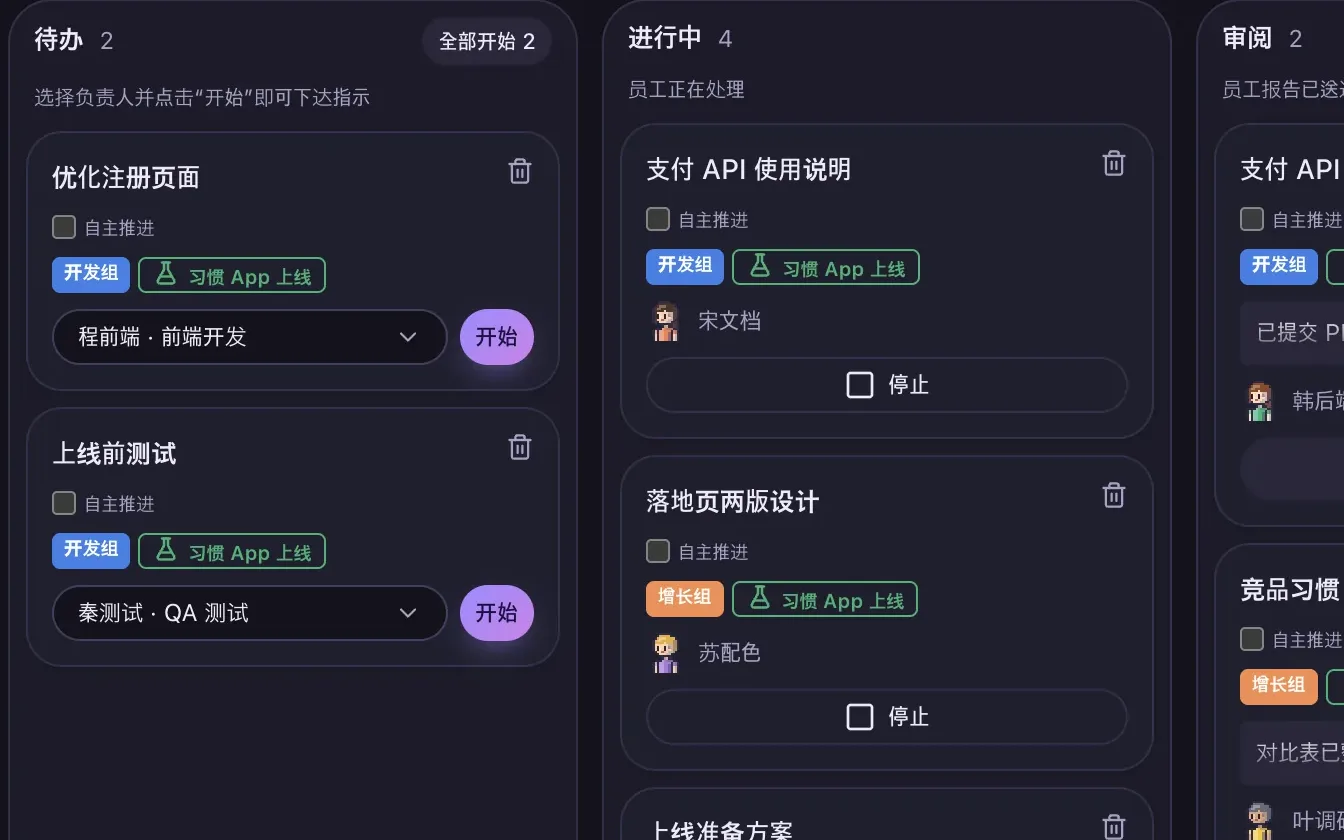 待办 2
全部开始 2
选择负责人并点击“开始”即可下达指示
优化注册页面
自主推进
开发组
习惯 App 上线
程前端 · 前端开发
开始
上线前测试
自主推进
开发组
习惯 App 上线
秦测试 · QA 测试
开始
进行中 4
员工正在处理
支付 API 使用说明
自主推进
开发组
习惯 App 上线
宋文档
停止
落地页两版设计
自主推进
增长组
习惯 App 上线
苏配色
停止
上线准备方案
审阅 2
员工报告已送
支付 API
自主推进
开发组
已提交
韩后端
竞品习惯
自主推进
增长组
对比表已
叶调